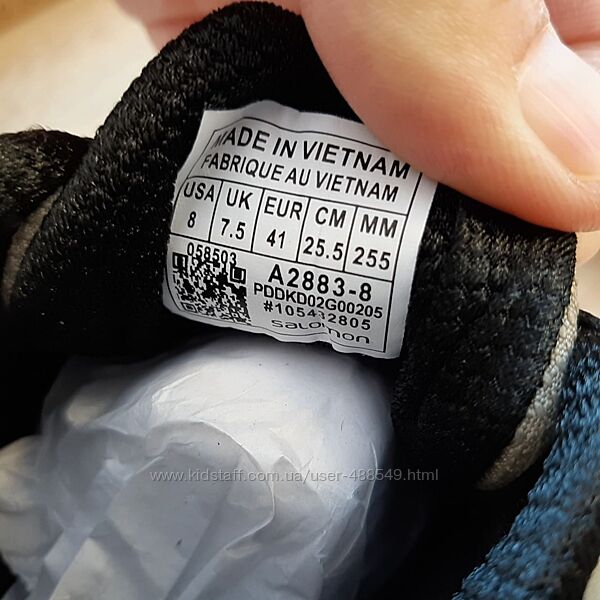 MADE IN VIETNAM
FABRIQUE AU VIETNAM
USA UK EUR CM MM
8 7.5 41 25.5 255
058503
A2883-8
PDDKD02G00205
#105432805
salomon
www.kidstaff.com.ua/user-488549.html